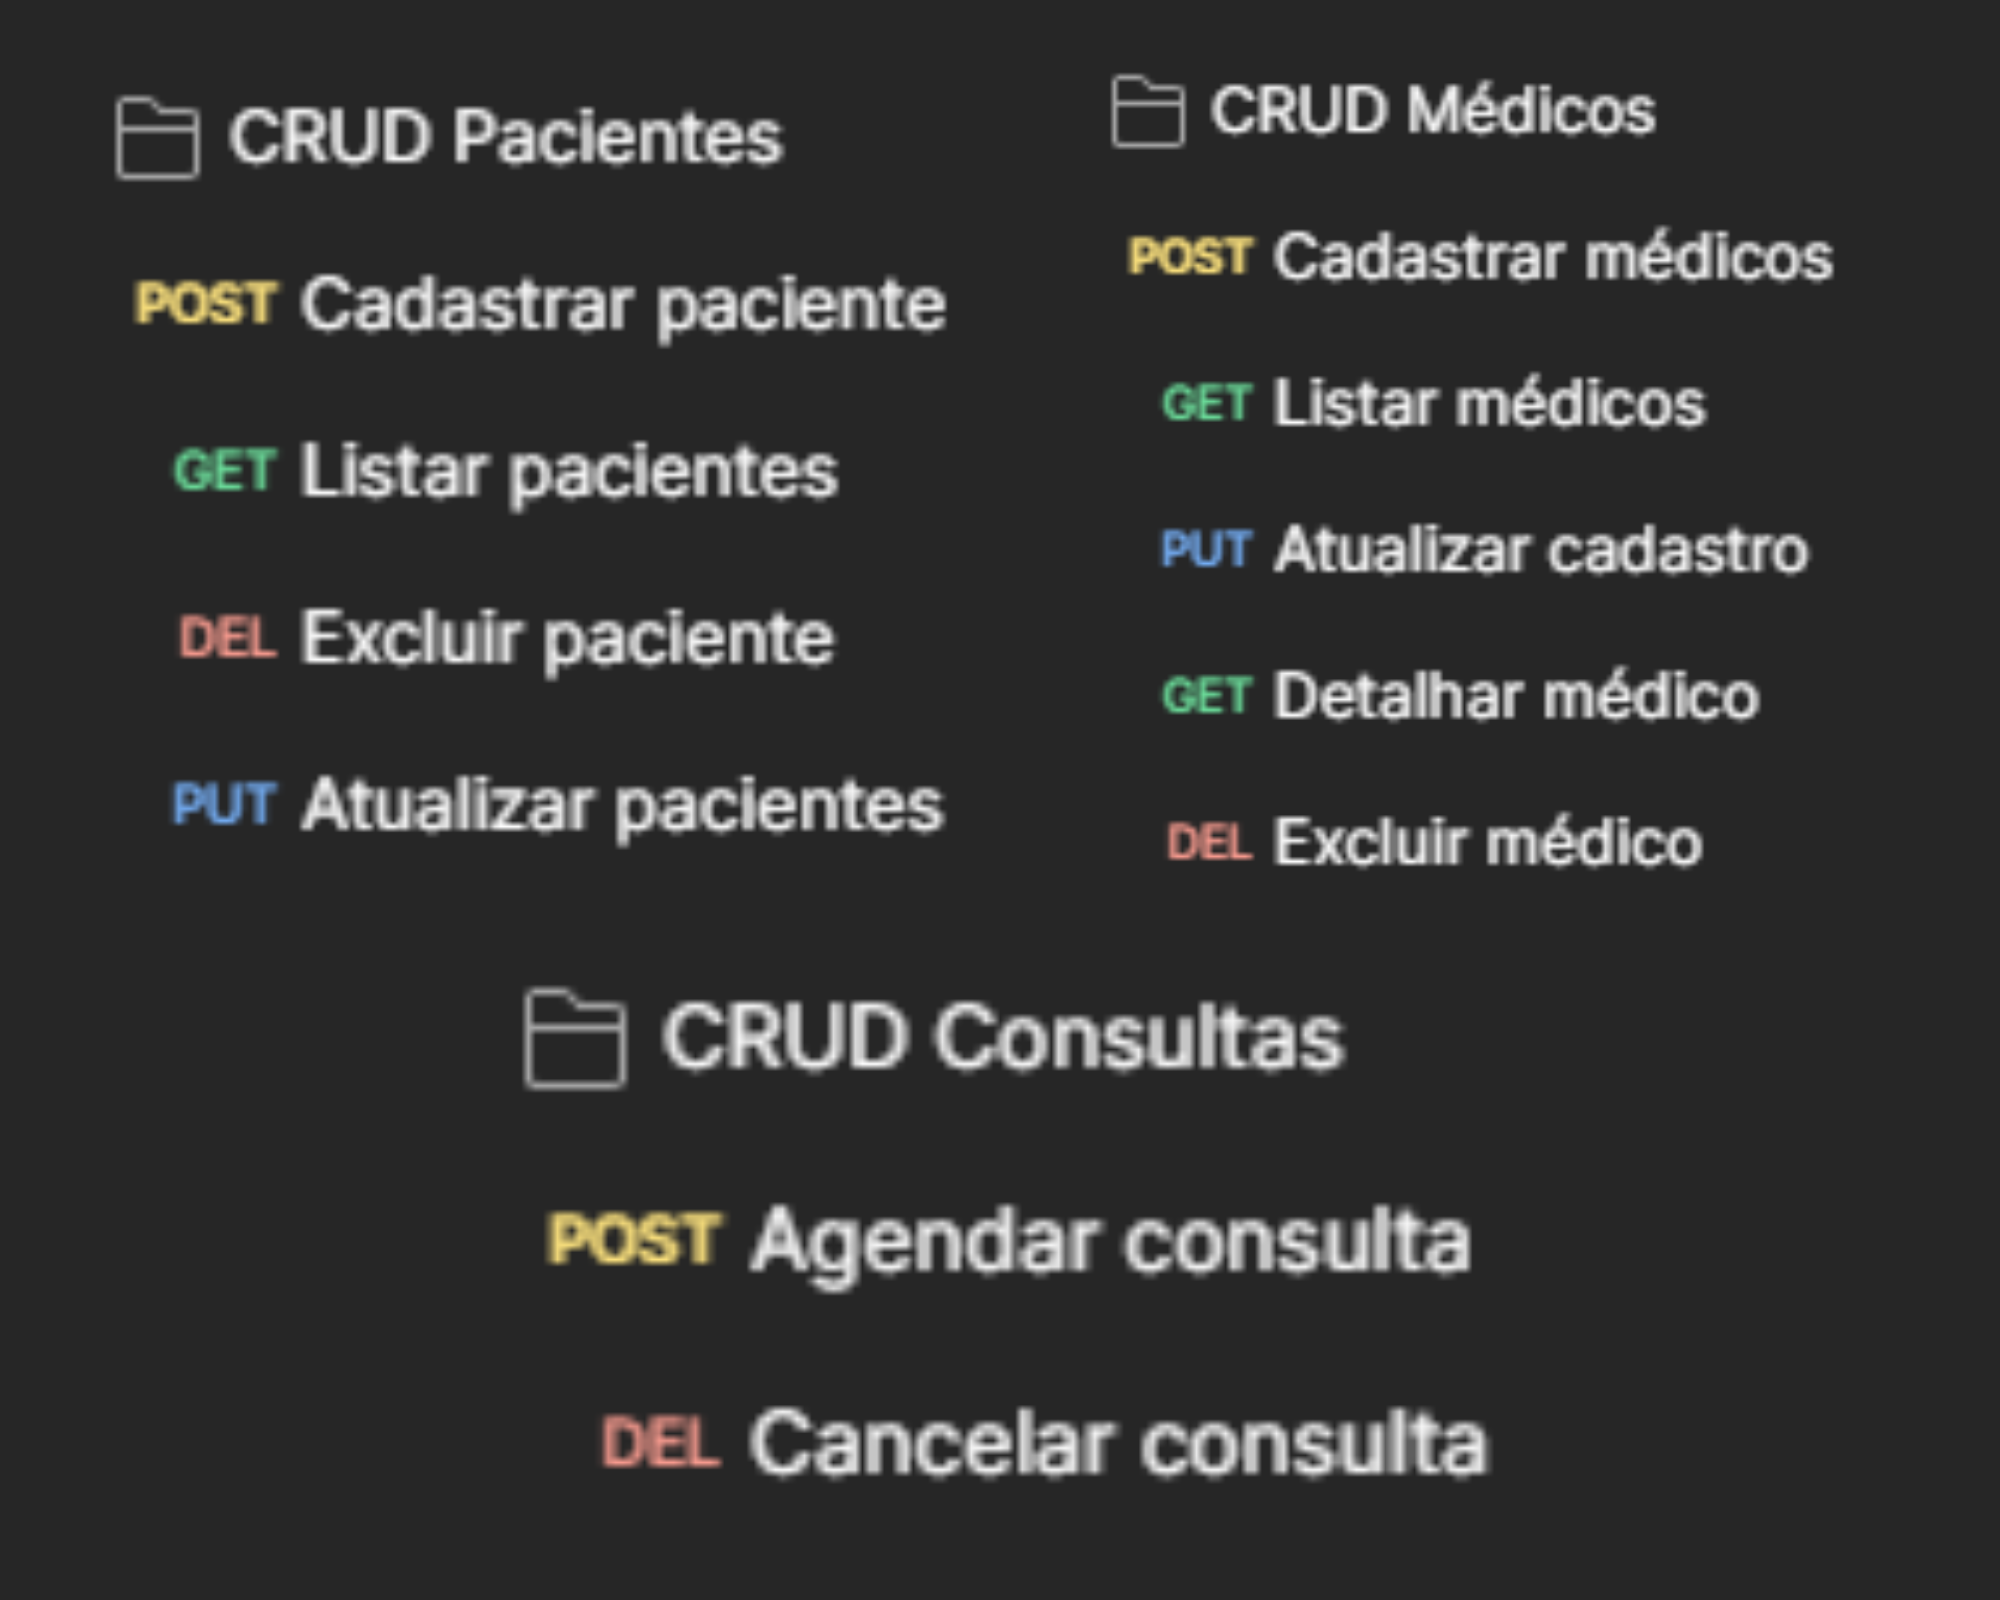 CRUD Pacientes
POST Cadastrar paciente
GET Listar pacientes
DEL Excluir paciente
PUT Atualizar pacientes
CRUD Médicos
POST Cadastrar médicos
GET Listar médicos
PUT Atualizar cadastro
GET Detalhar médico
DEL Excluir médico
CRUD Consultas
POST Agendar consulta
DEL Cancelar consulta